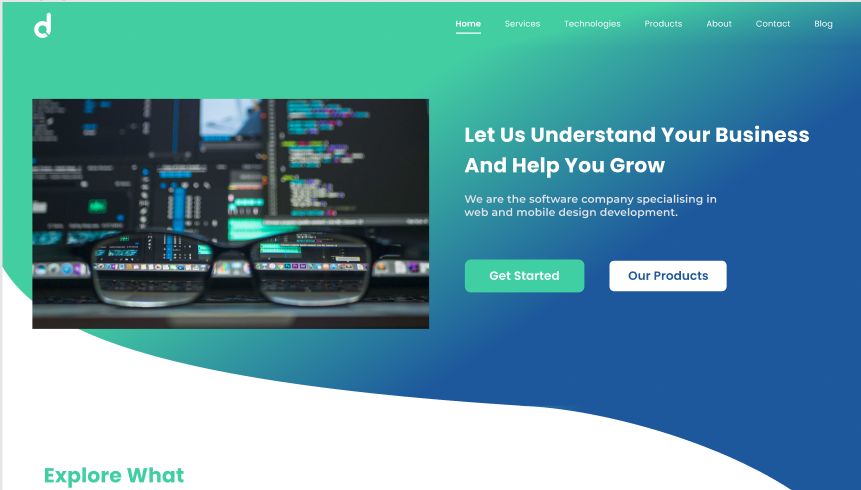 d
Home Services Technologies Products About Contact Blog
Let Us Understand Your Business
And Help You Grow
We are the software company specialising in
web and mobile design development.
Get Started Our Products
Explore What